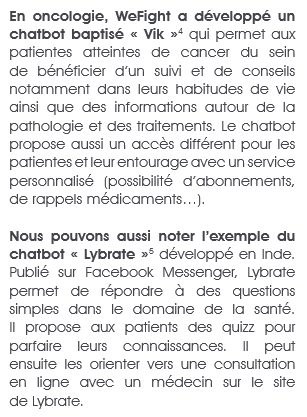 En oncologie, WeFight a développé un
chatbot baptisé « Vik »⁴ qui permet aux
patientes atteintes de cancer du sein
de bénéficier d'un suivi et de conseils
notamment dans leurs habitudes de vie
ainsi que des informations autour de la
pathologie et des traitements. Le chatbot
propose aussi un accès différent pour les
patientes et leur entourage avec un service
personnalisé (possibilité d'abonnements,
de rappels médicaments...).
Nous pouvons aussi noter l'exemple du
chatbot « Lybrate »⁵ développé en Inde.
Publié sur Facebook Messenger, Lybrate
permet de répondre à des questions
simples dans le domaine de la santé.
Il propose aux patients des quizz pour
parfaire leurs connaissances. Il peut
ensuite les orienter vers une consultation
en ligne avec un médecin sur le site
de Lybrate.